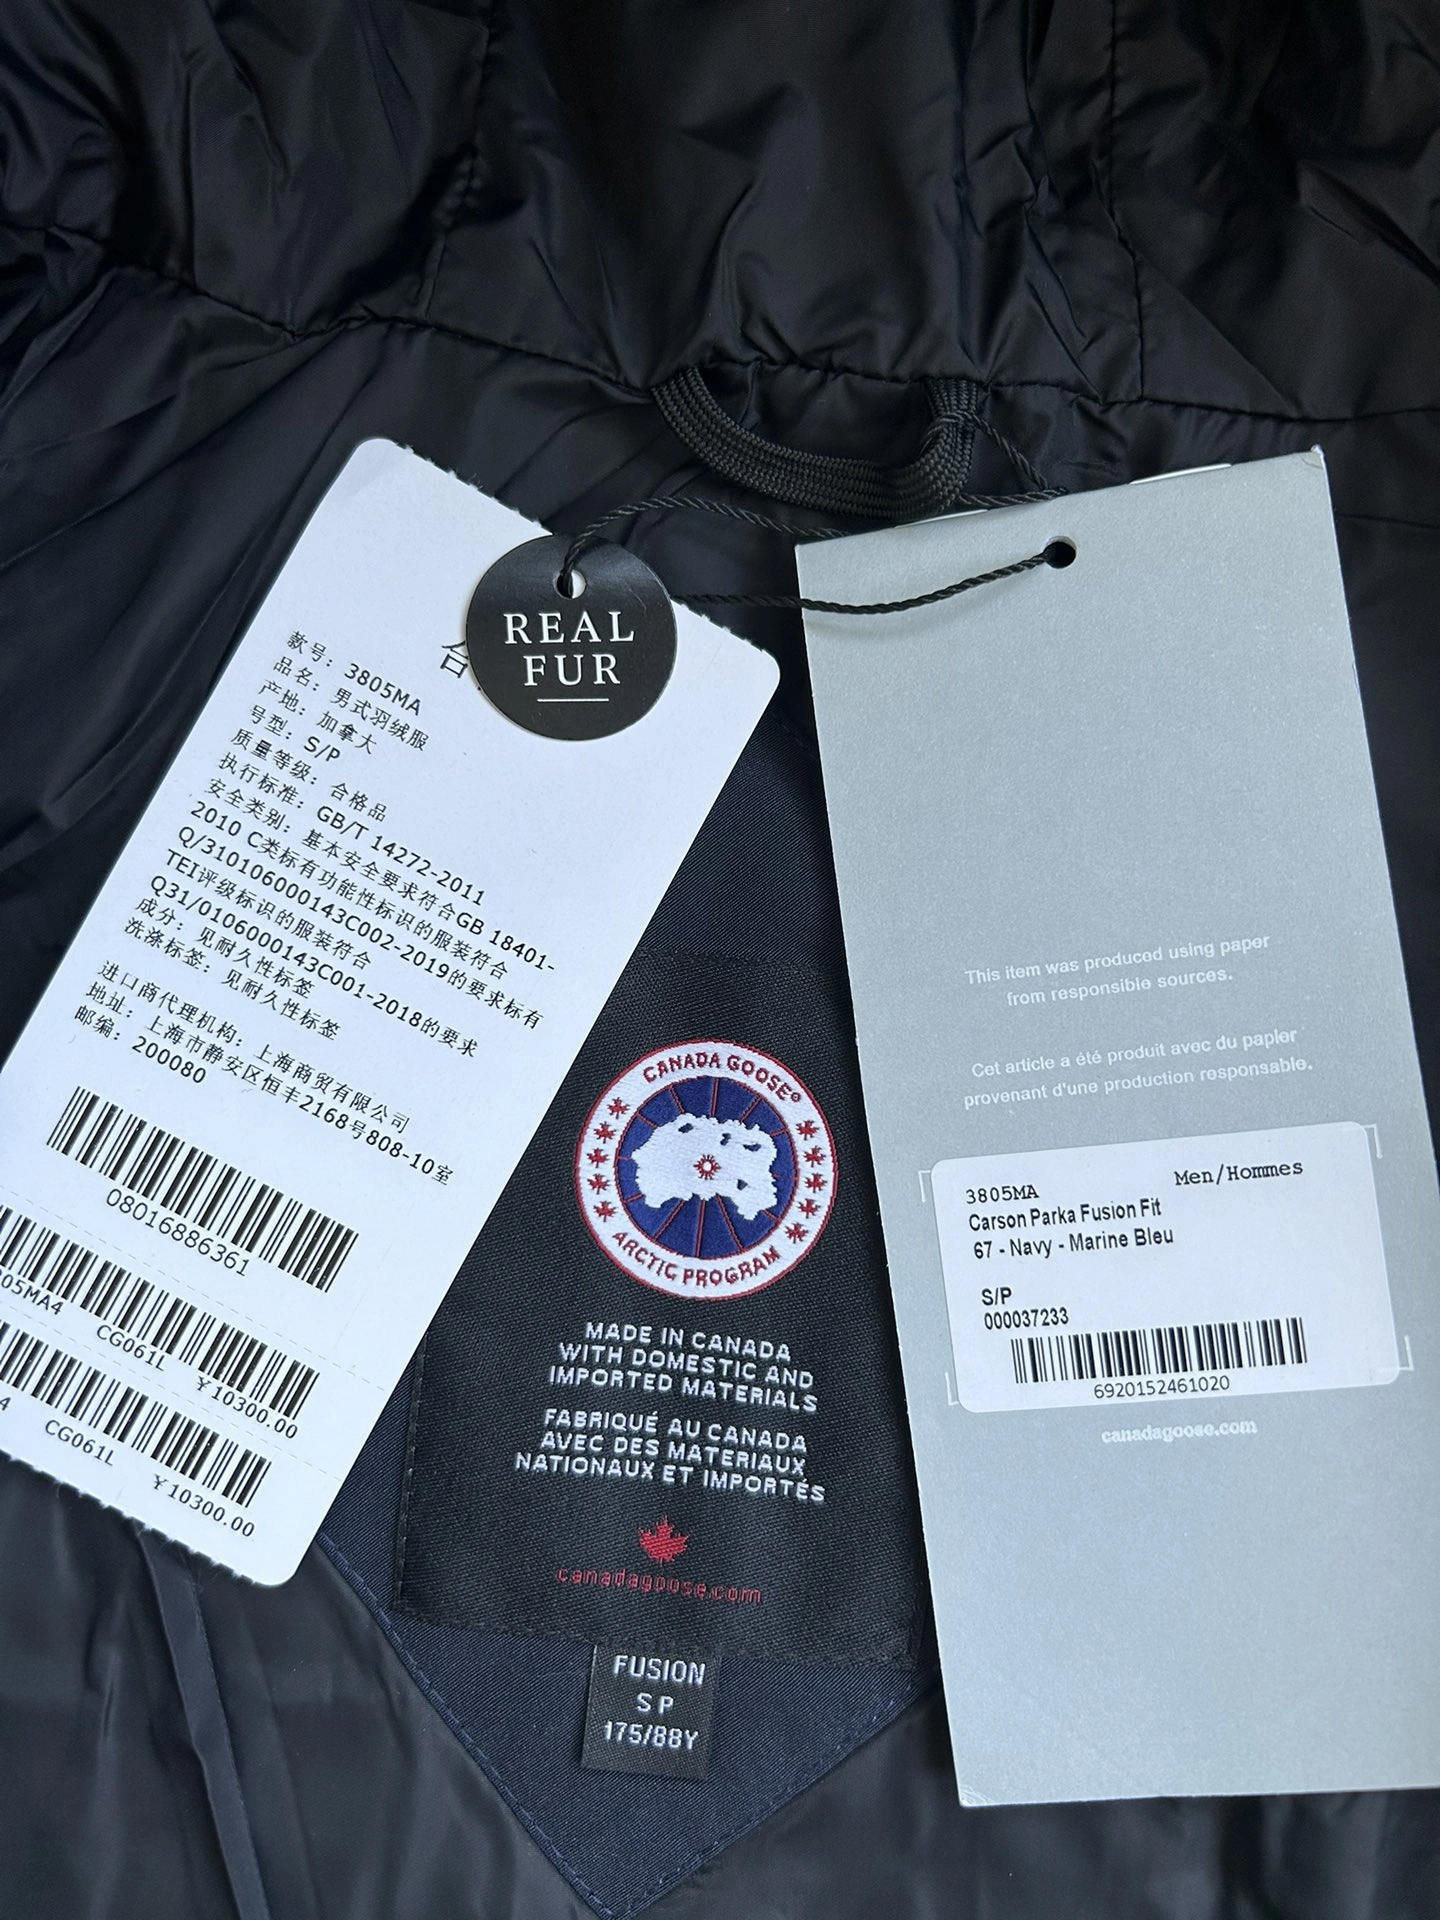 合
REAL
FUR
款号: 3805MA
品名: 男式羽绒服
产地: 加拿大
号型: S/P
质量等级: 合格品
执行标准: GB/T 14272-2011
安全类别: 基本安全要求符合GB 18401-
2010 C类标有功能性标识的服装符合
Q/3101060000143C002-2019的要求标有
TEI评级标识的服装符合
Q31/0106000143C001-2018的要求
成分: 见耐久性标签
洗涤标签: 见耐久性标签
进口商代理机构: 上海商贸有限公司
地址: 上海市静安区恒丰2168号808-10室
邮编: 200080
08016886361
05MA4 CG061L ¥10300.00
4 CG061L ¥10300.00
CANADA GOOSE®
ARCTIC PROGRAM
MADE IN CANADA
WITH DOMESTIC AND
IMPORTED MATERIALS
FABRIQUÉ AU CANADA
AVEC DES MATERIAUX
NATIONAUX ET IMPORTÉS
canadagoose.com
FUSION
S P
175/88Y
This item was produced using paper
from responsible sources.
Cet article a été produit avec du papier
provenant d'une production responsable.
3805MA Men/Hommes
Carson Parka Fusion Fit
67 - Navy - Marine Bleu
S/P
000037233
6920152461020
canadagoose.com